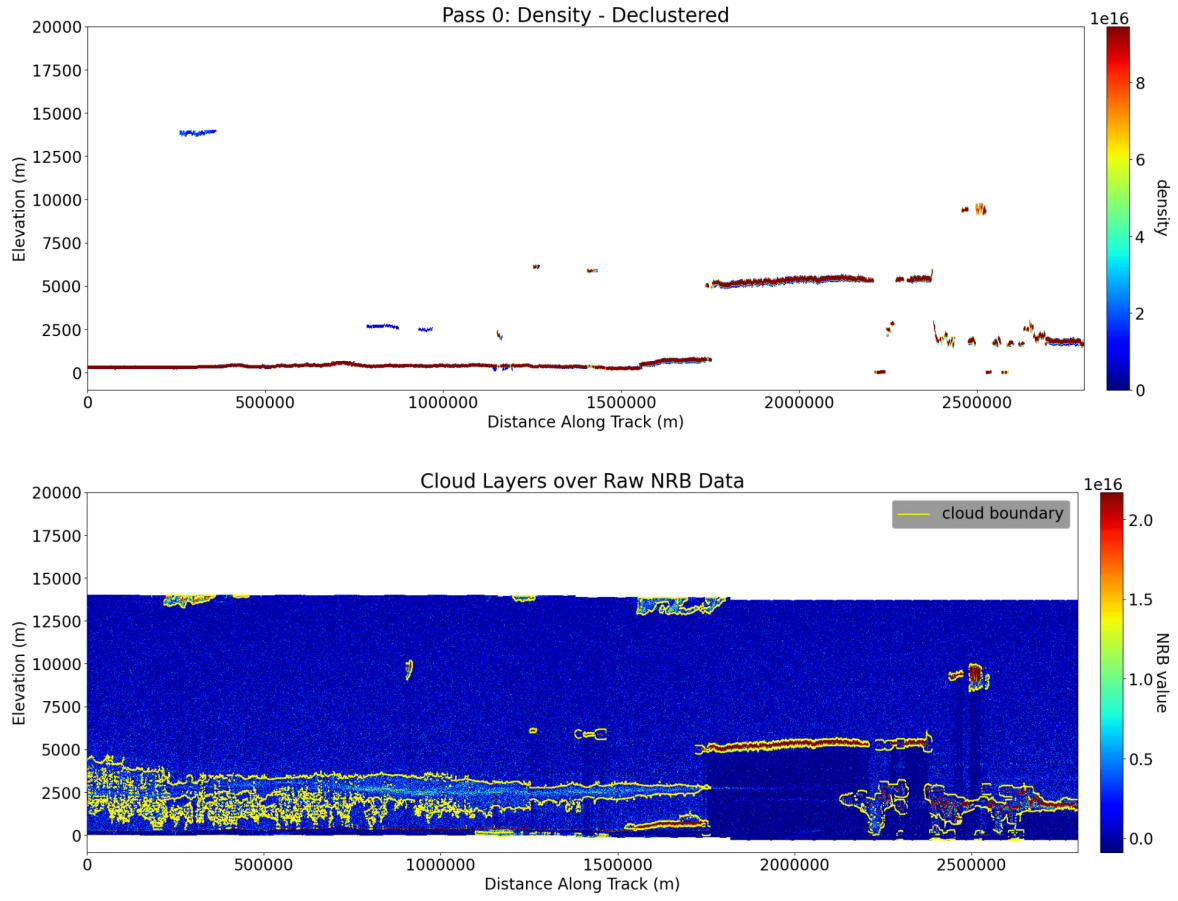 Pass 0: Density - Declustered
1e16
20000
17500
15000
12500
10000
7500
5000
2500
0
Elevation (m)
0 500000 1000000 1500000 2000000 2500000
Distance Along Track (m)
8
6
4
2
0
density
Cloud Layers over Raw NRB Data
1e16
cloud boundary
20000
17500
15000
12500
10000
7500
5000
2500
0
Elevation (m)
0 500000 1000000 1500000 2000000 2500000
Distance Along Track (m)
2.0
1.5
1.0
0.5
0.0
NRB value